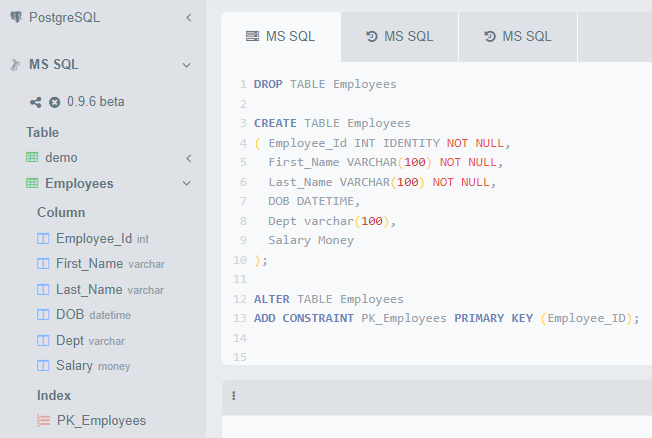 PostgreSQL
MS SQL
0.9.6 beta
Table
demo
Employees
Column
Employee_Id int
First_Name varchar
Last_Name varchar
DOB datetime
Dept varchar
Salary money
Index
PK_Employees
MS SQL
MS SQL
MS SQL
1 DROP TABLE Employees
2
3 CREATE TABLE Employees
4 ( Employee_Id INT IDENTITY NOT NULL,
5 First_Name VARCHAR(100) NOT NULL,
6 Last_Name VARCHAR(100) NOT NULL,
7 DOB DATETIME,
8 Dept varchar(100),
9 Salary Money
10 );
11
12 ALTER TABLE Employees
13 ADD CONSTRAINT PK_Employees PRIMARY KEY (Employee_ID);
14
15